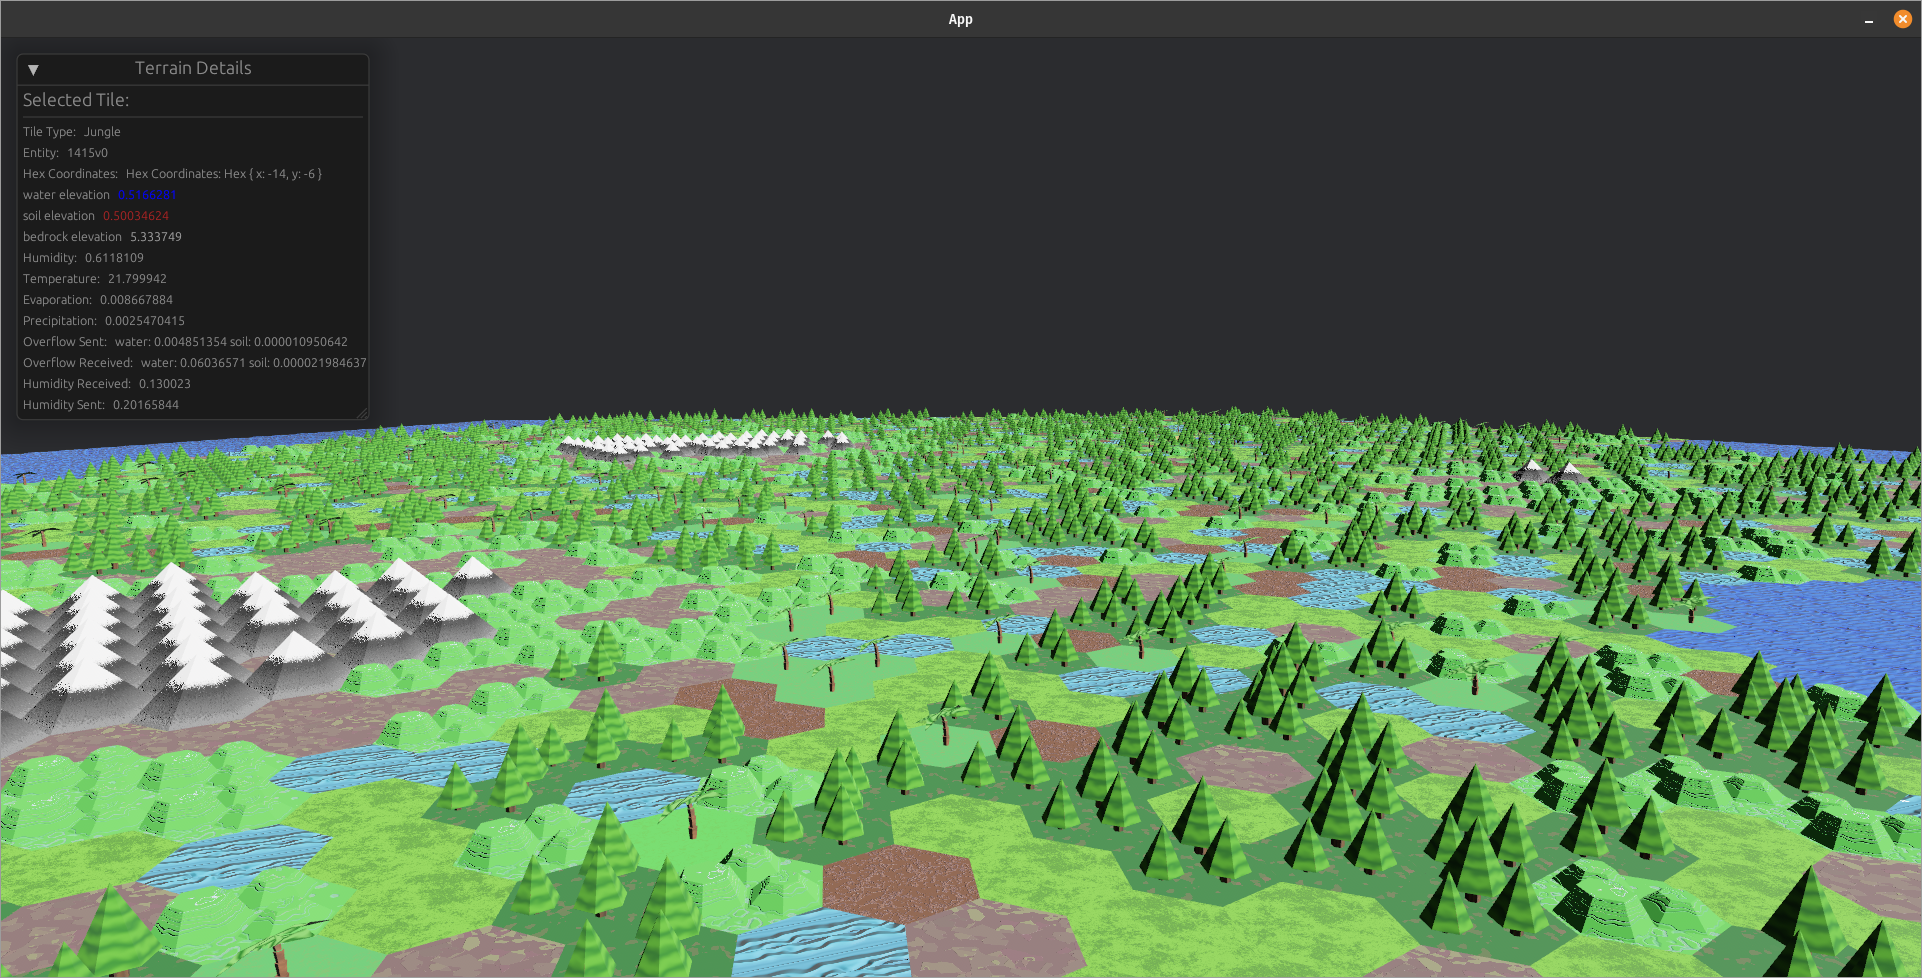 App
Terrain Details
Selected Tile:
Tile Type: Jungle
Entity: 1415v0
Hex Coordinates: Hex Coordinates: Hex { x: -14, y: -6 }
water elevation 0.5166281
soil elevation 0.50034624
bedrock elevation 5.333749
Humidity: 0.6118109
Temperature: 21.799942
Evaporation: 0.008667884
Precipitation: 0.0025470415
Overflow Sent: water: 0.004851354 soil: 0.000010950642
Overflow Received: water: 0.06036571 soil: 0.000021984637
Humidity Received: 0.130023
Humidity Sent: 0.20165844